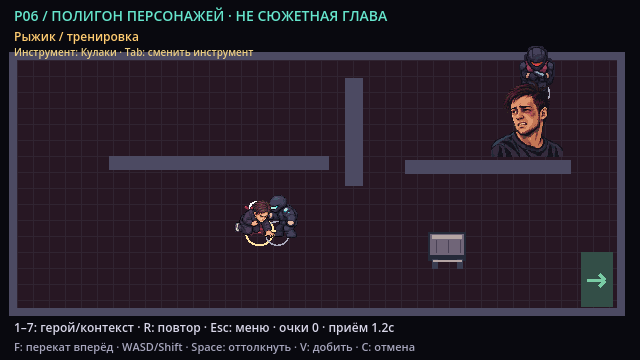 P06 / ПОЛИГОН ПЕРСОНАЖЕЙ · НЕ СЮЖЕТНАЯ ГЛАВА
Рыжик / тренировка
Инструмент: Кулаки · Tab: сменить инструмент
1–7: герой/контекст · R: повтор · Esc: меню · очки 0 · приём 1.2с
F: перекат вперёд · WASD/Shift · Space: оттолкнуть · V: добить · C: отмена